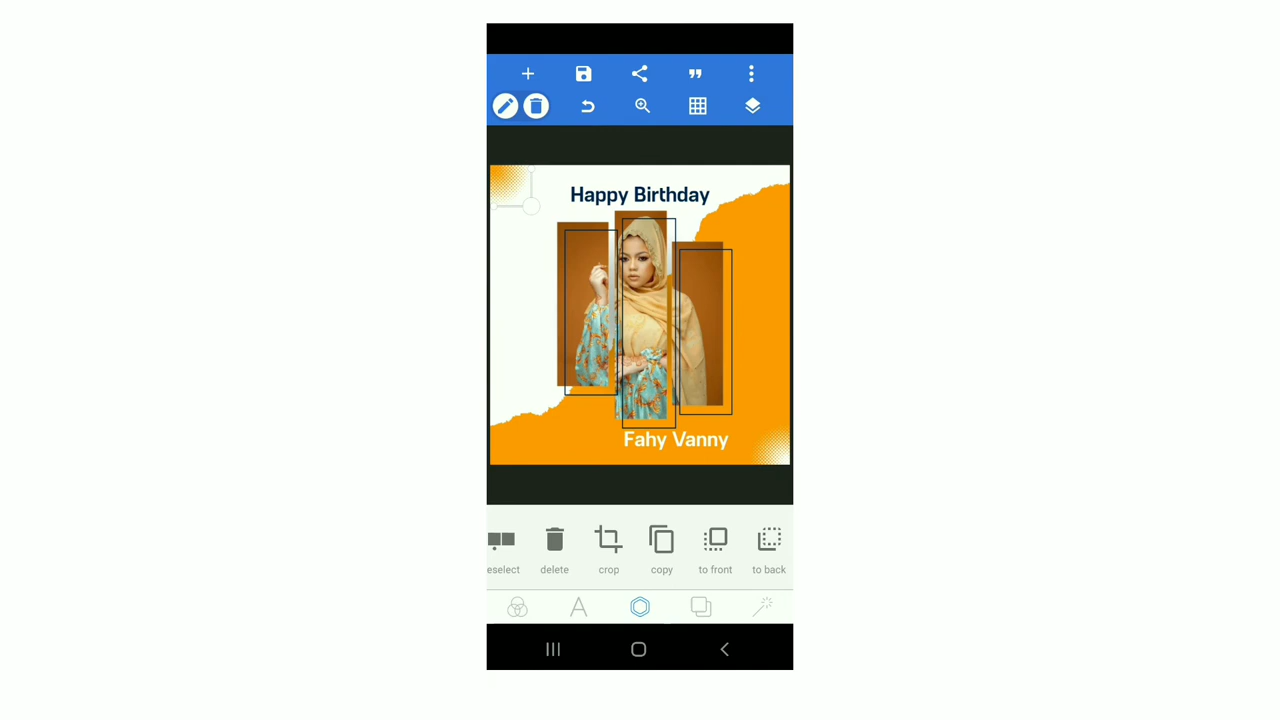 Happy Birthday
Fahy Vanny
eselect
delete
crop
copy
to front
to back